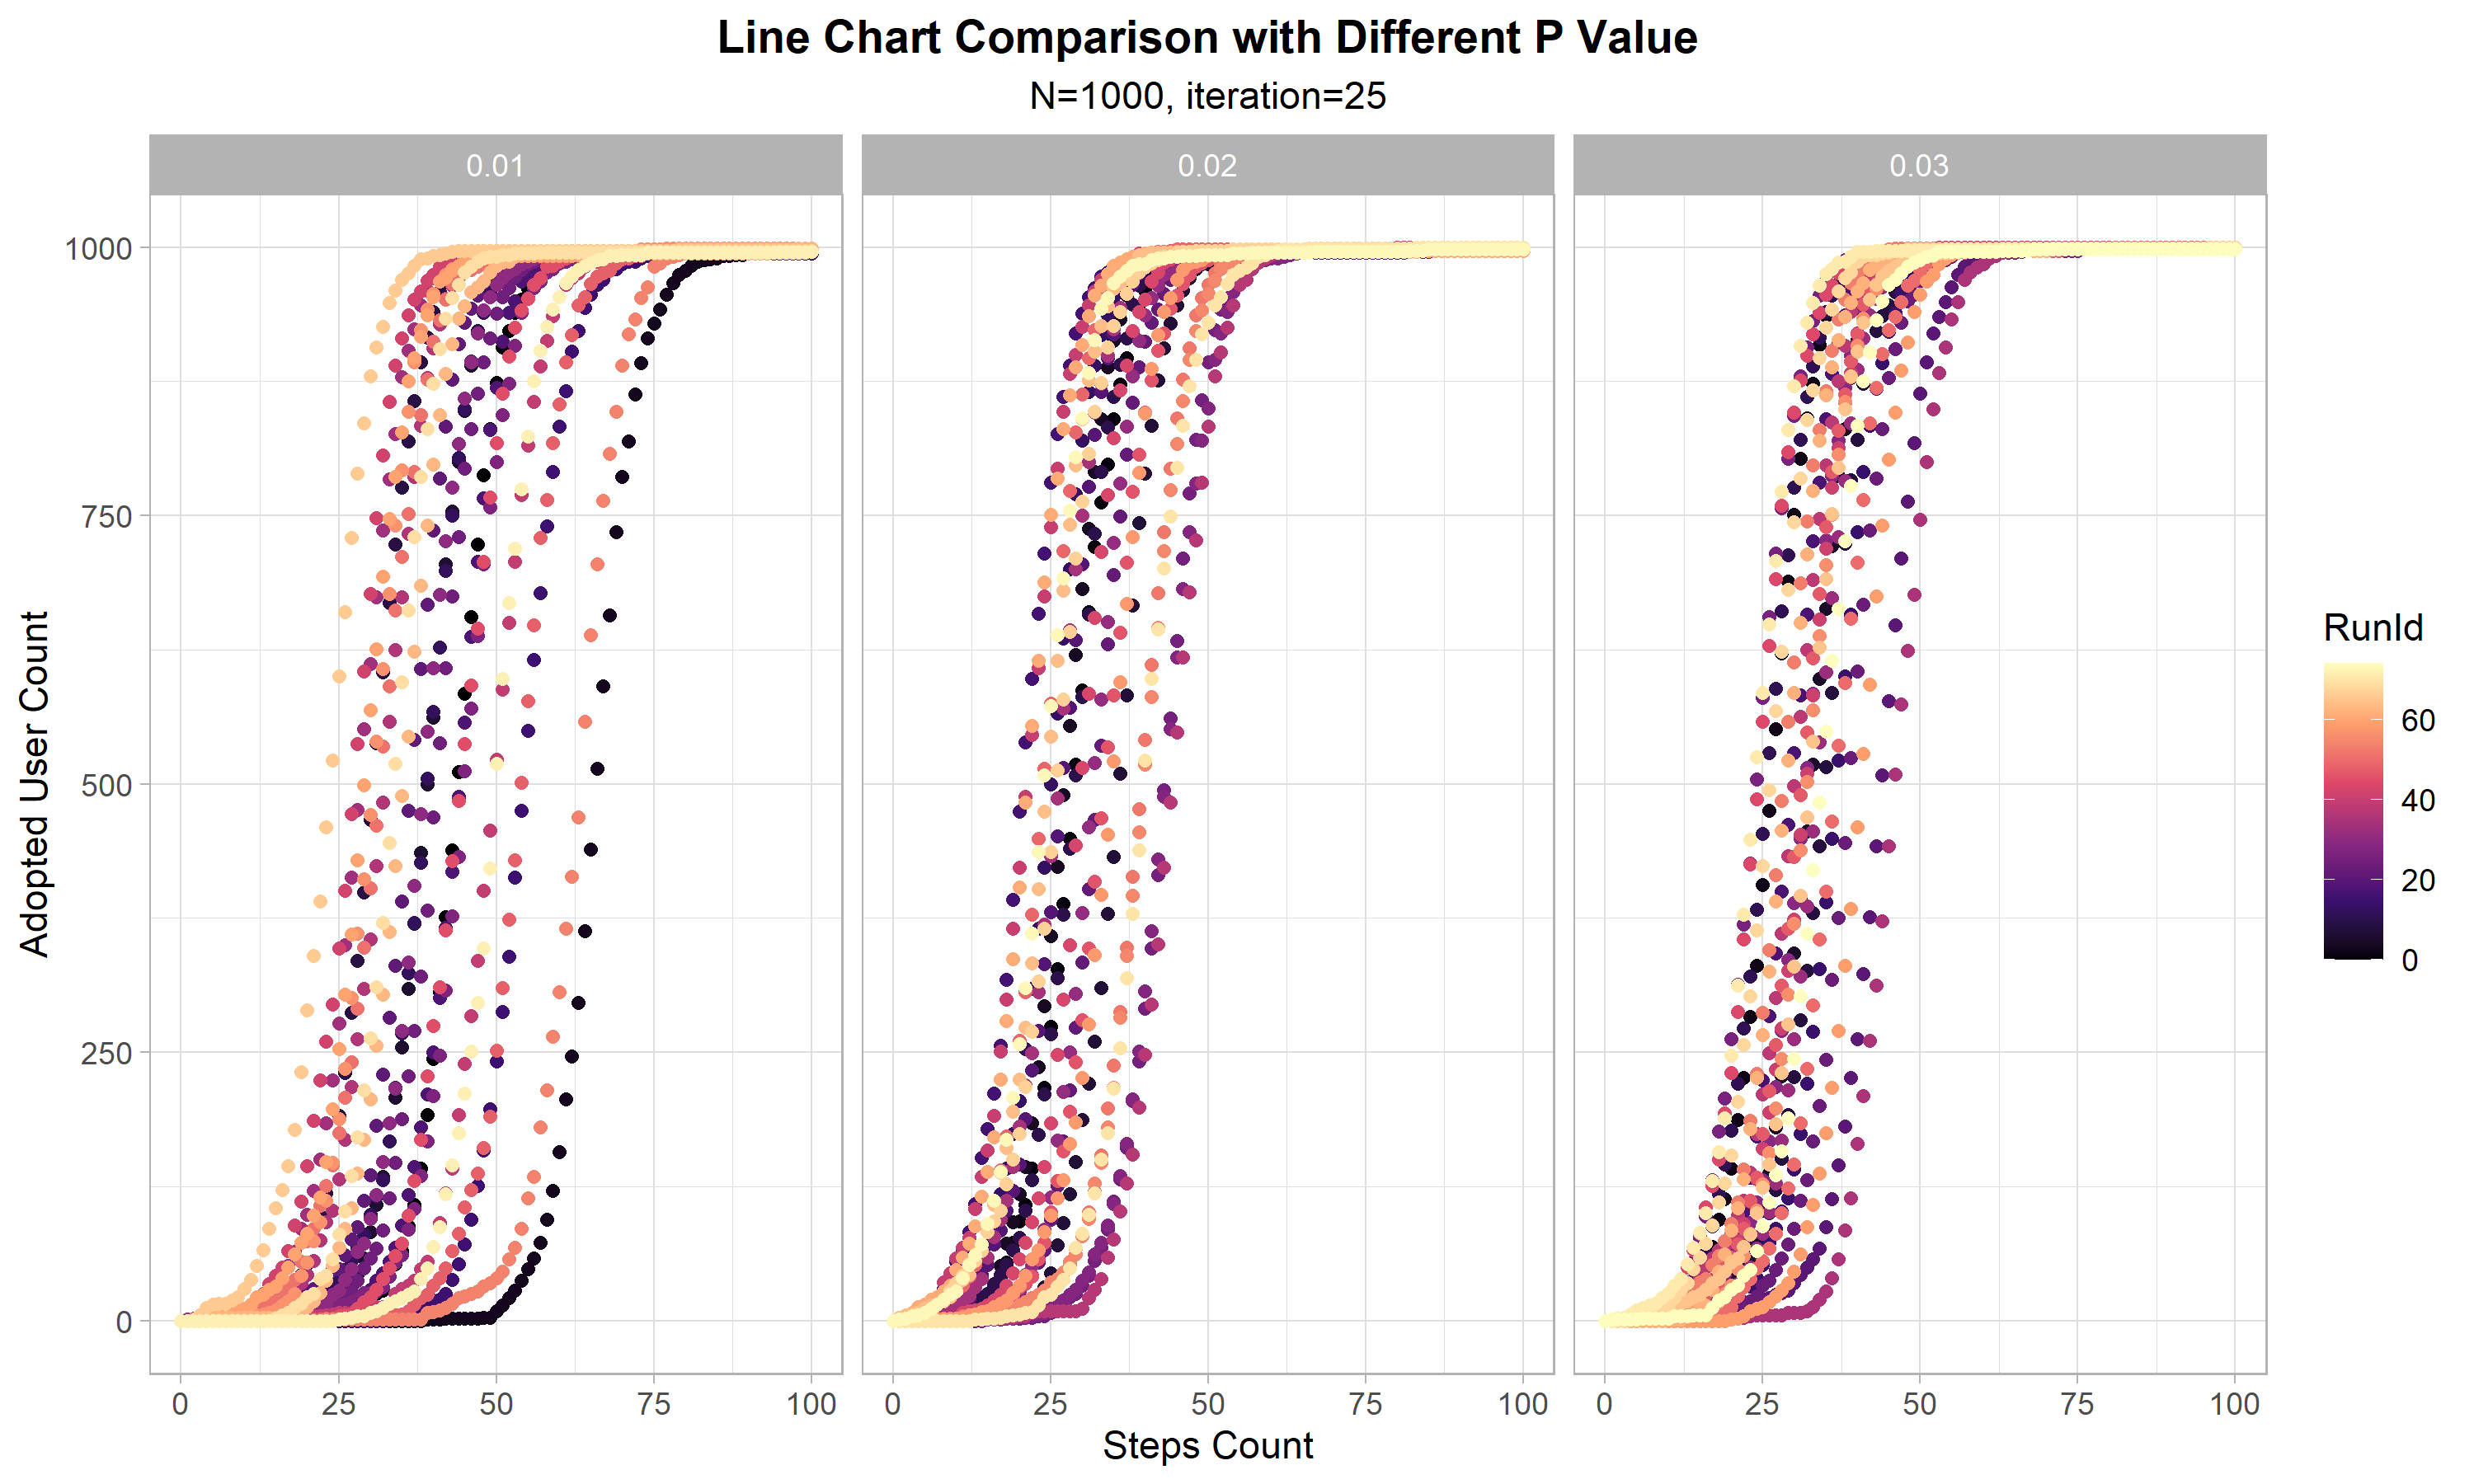 Line Chart Comparison with Different P Value
N=1000, iteration=25
0.01
0.02
0.03
Adopted User Count
1000
750
500
250
0
0 25 50 75 100
0 25 50 75 100
0 25 50 75 100
Steps Count
RunId
60
40
20
0